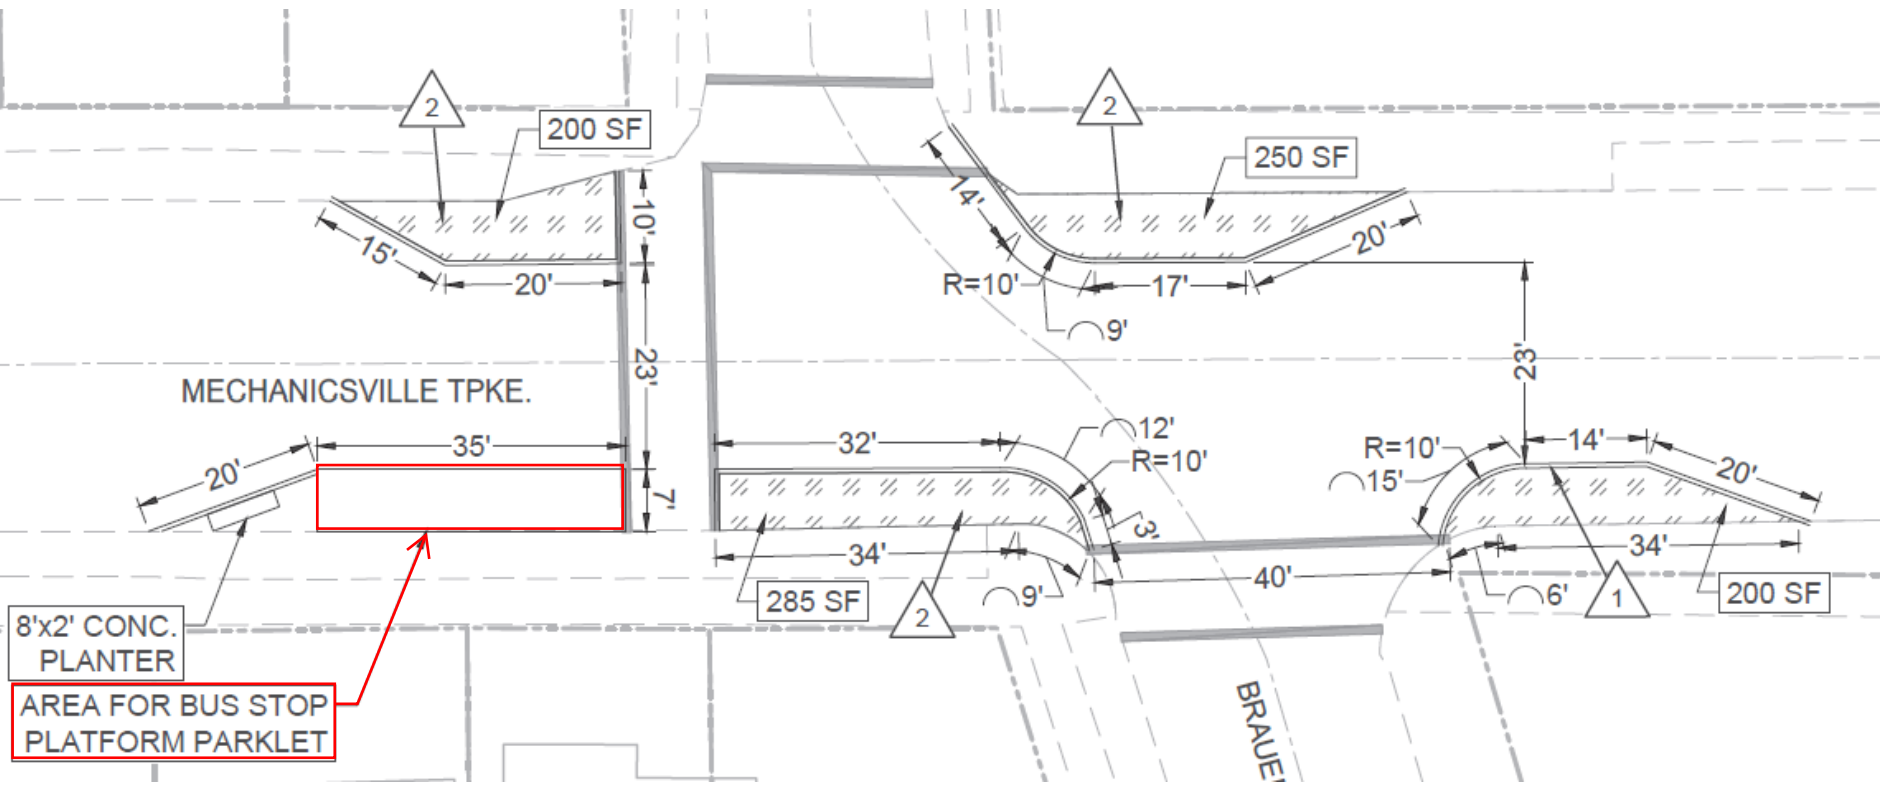 2
200 SF
2
250 SF
10'
14'
15'
20'
R=10'
17'
20'
9'
23'
23'
MECHANICSVILLE TPKE.
35'
20'
7'
32'
12'
R=10'
3'
R=10'
15'
14'
20'
34'
9'
285 SF
2
40'
6'
34'
1
200 SF
8'x2' CONC.
PLANTER
AREA FOR BUS STOP
PLATFORM PARKLET
BRAUE